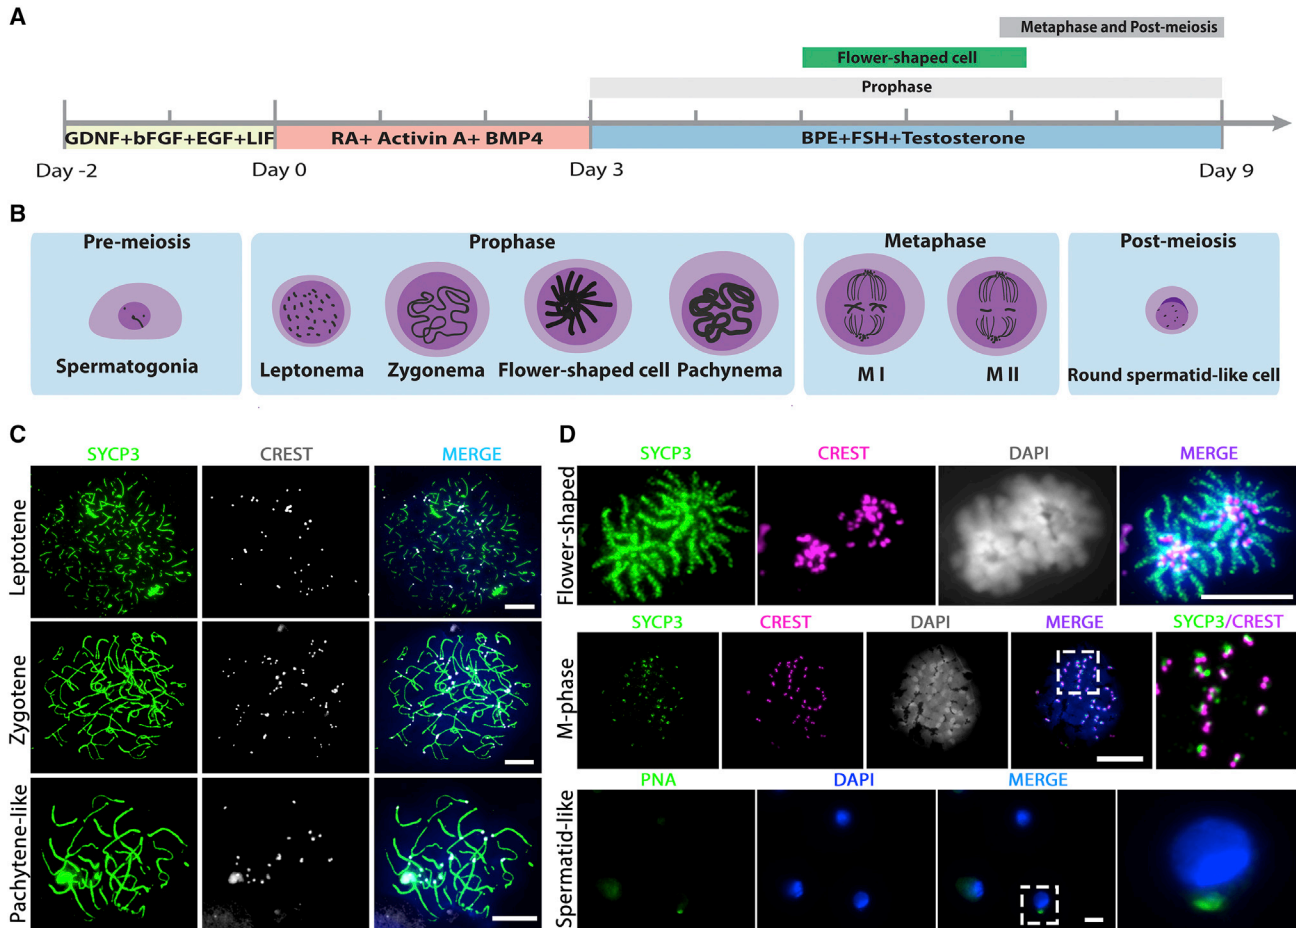 A
Metaphase and Post-meiosis
Flower-shaped cell
Prophase
GDNF+bFGF+EGF+LIF
RA+ Activin A+ BMP4
BPE+FSH+Testosterone
Day -2
Day 0
Day 3
Day 9
B
Pre-meiosis
Prophase
Metaphase
Post-meiosis
Spermatogonia
Leptonema
Zygonema
Flower-shaped cell
Pachynema
M I
M II
Round spermatid-like cell
C
SYCP3
CREST
MERGE
Leptotene
Zygotene
Pachytene-like
D
SYCP3
CREST
DAPI
MERGE
Flower-shaped
SYCP3
CREST
DAPI
MERGE
SYCP3/CREST
M-phase
PNA
DAPI
MERGE
Spermatid-like